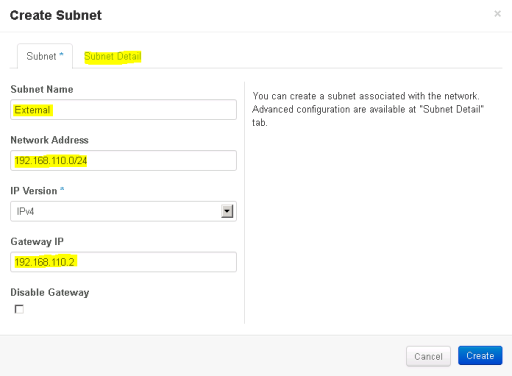 Create Subnet
×
Subnet *
Subnet Detail
Subnet Name
External
Network Address
192.168.110.0/24
IP Version *
IPv4
Gateway IP
192.168.110.2
Disable Gateway
You can create a subnet associated with the network.
Advanced configuration are available at "Subnet Detail"
tab.
Cancel
Create